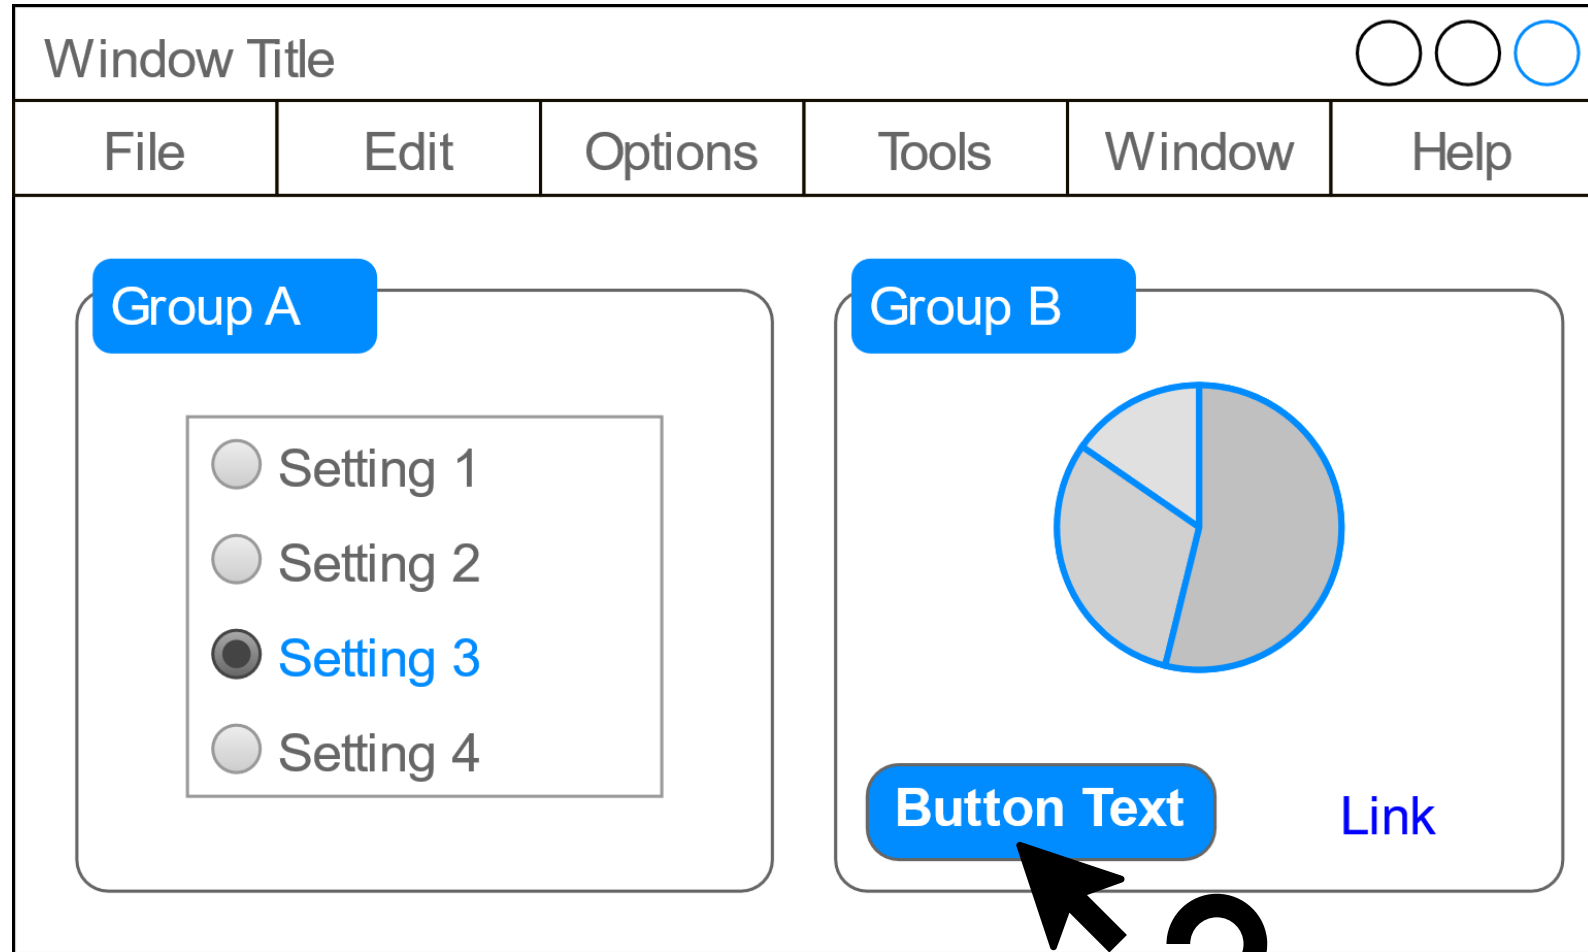 Window Title
File Edit Options Tools Window Help
Group A
Setting 1
Setting 2
Setting 3
Setting 4
Group B
Button Text
Link